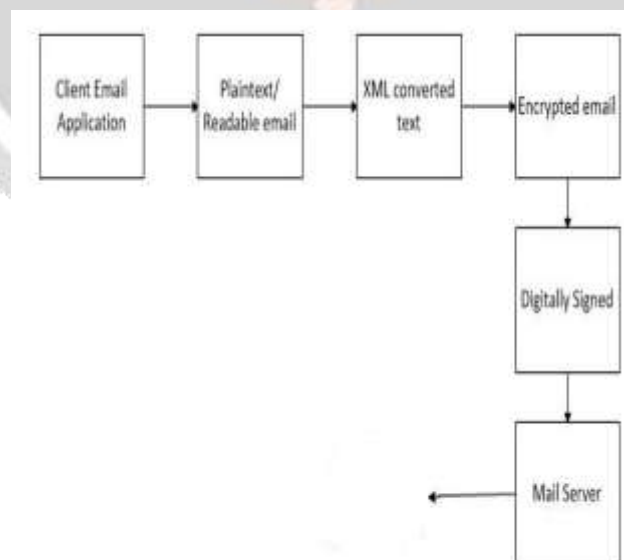 Client Email
Application
Plaintext/
Readable email
XML converted
text
Encrypted email
Digitally Signed
Mail Server